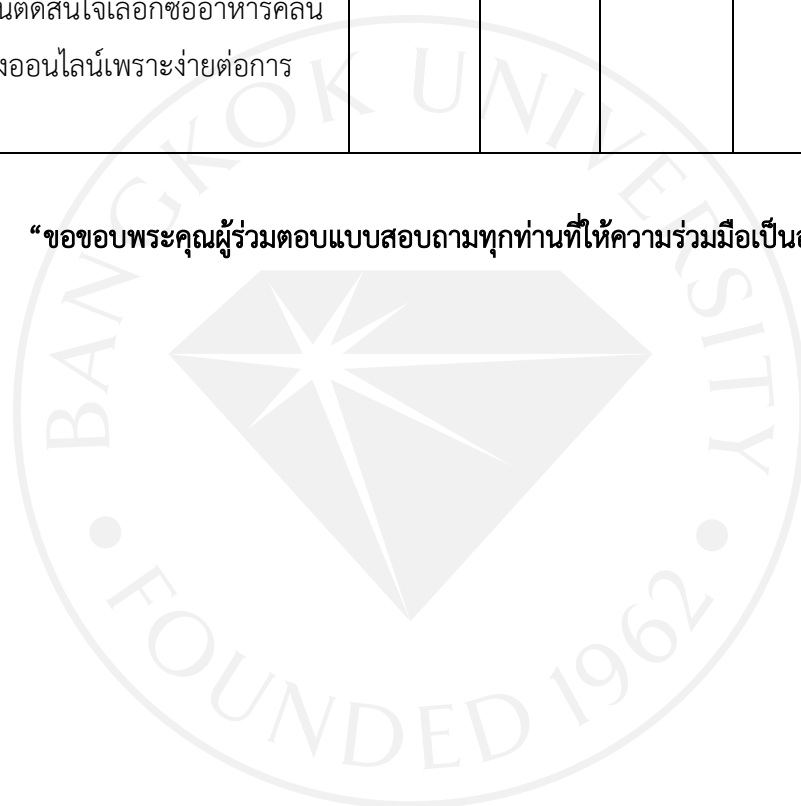 นตัดสินใจเลือกซื้ออาหารคลีน
งออนไลน์เพราะง่ายต่อการ
“ขอขอบพระคุณผู้ร่วมตอบแบบสอบถามทุกท่านที่ให้ความร่วมมือเป็น
BANGKOK UNIVERSITY
FOUNDED 1962